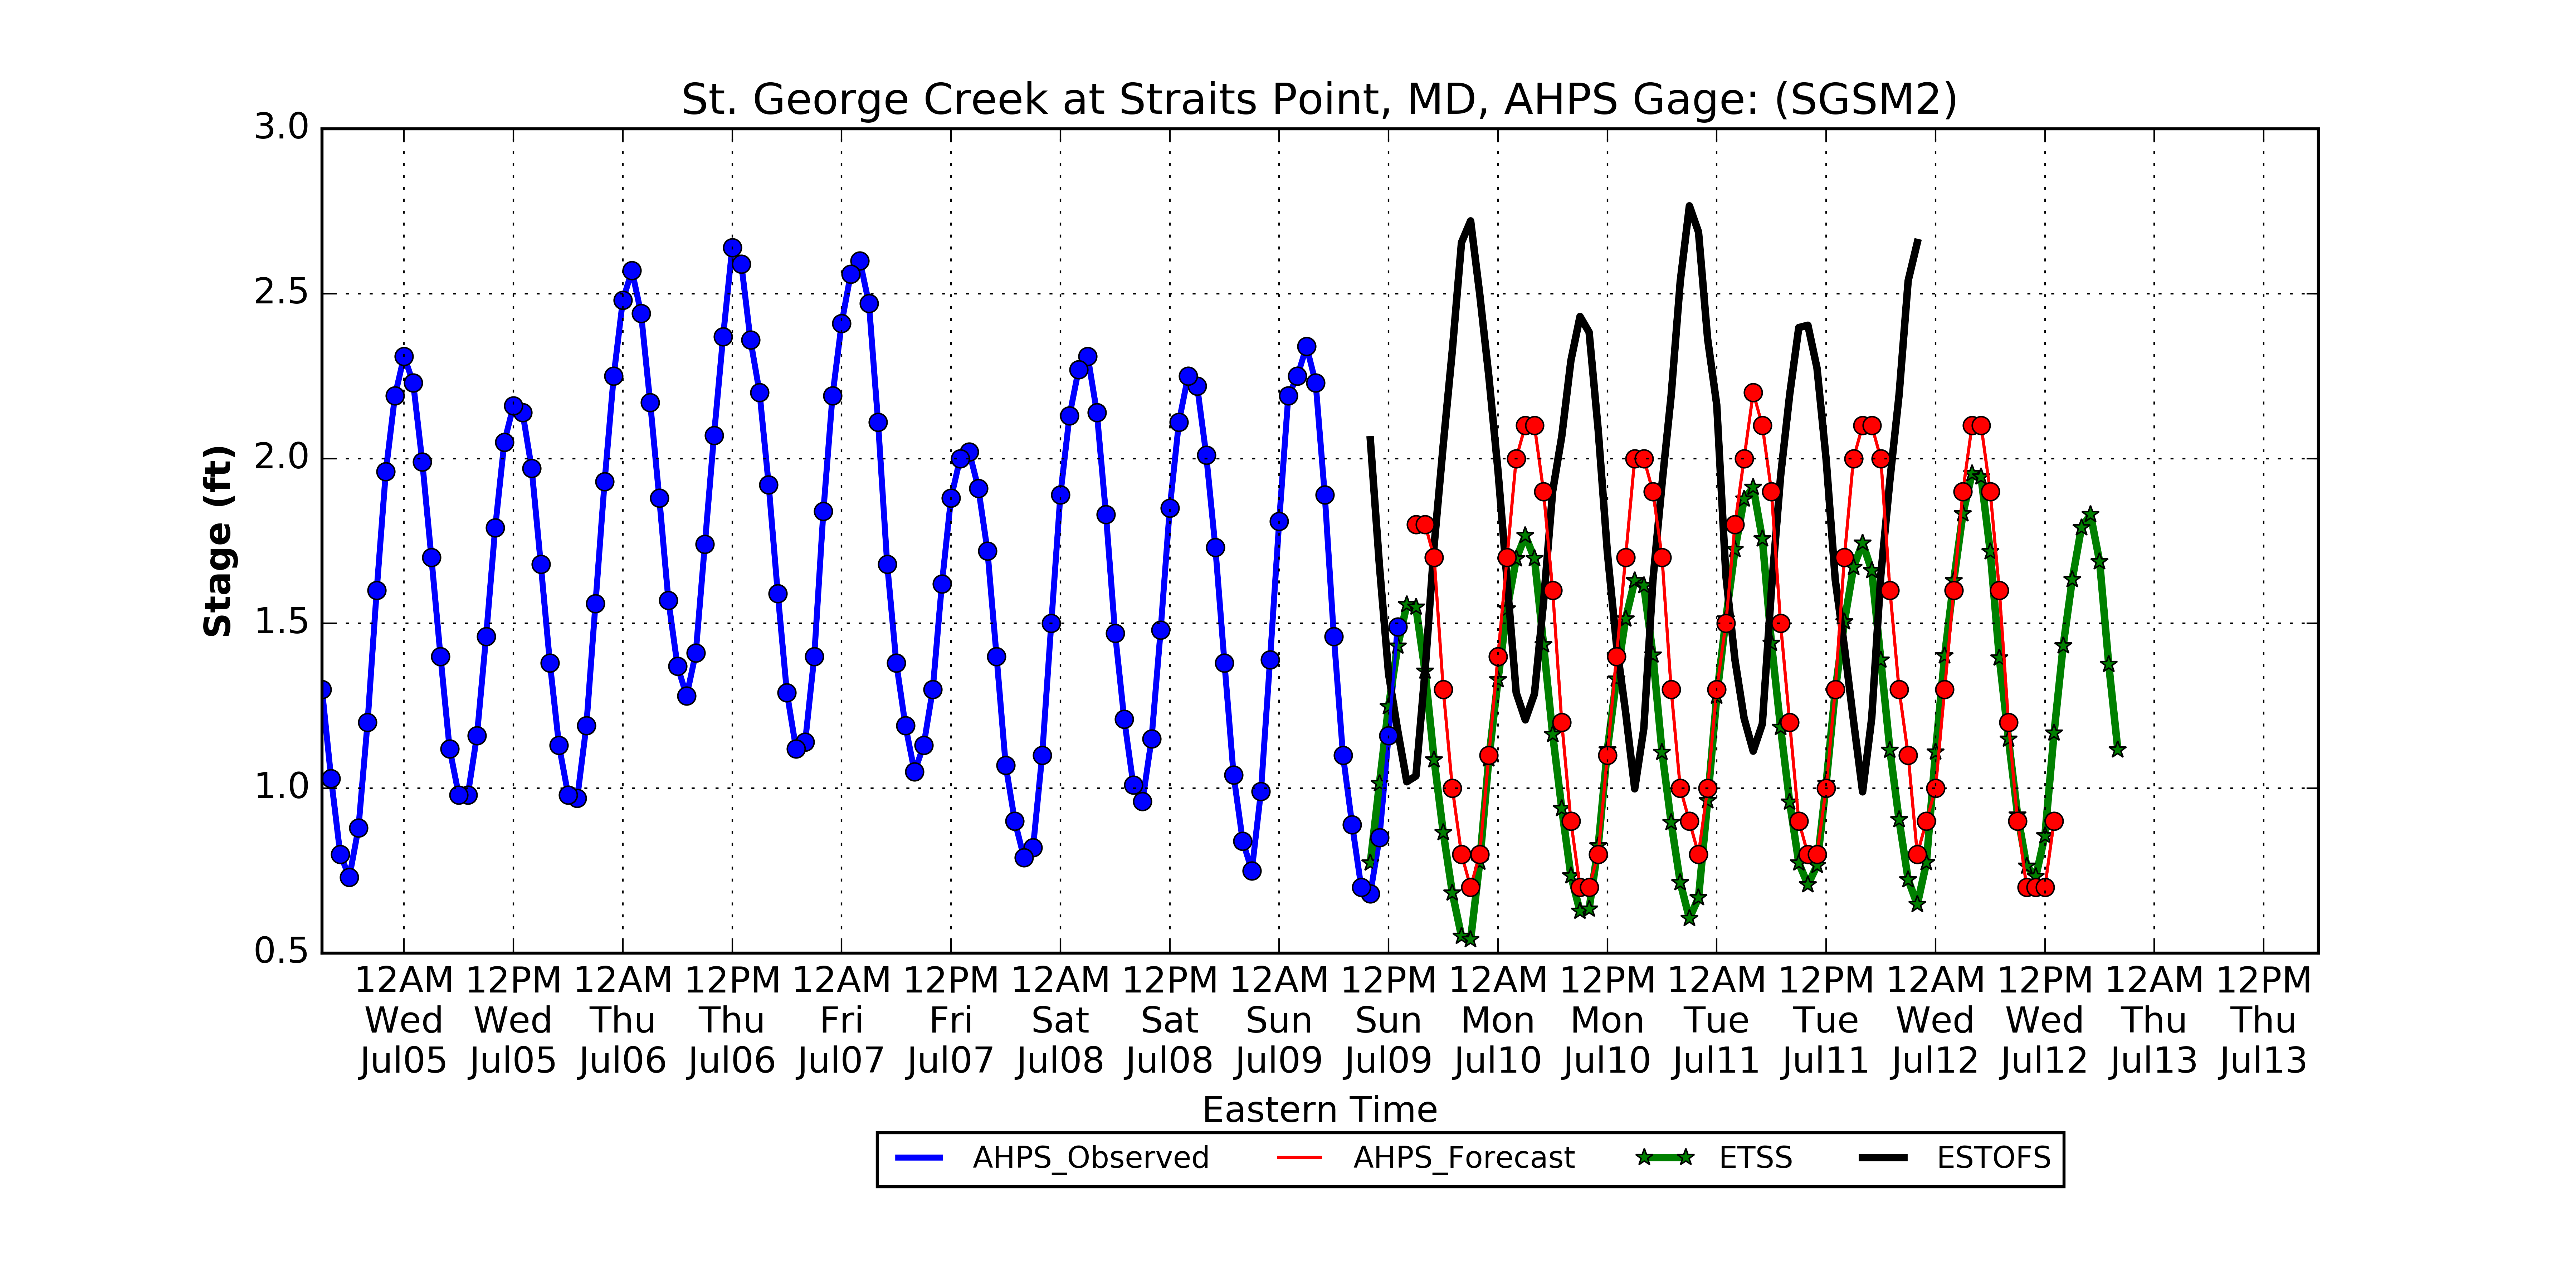 St. George Creek at Straits Point, MD, AHPS Gage: (SGSM2)
3.0
2.5
2.0
1.5
1.0
0.5
Stage (ft)
12AM 12PM 12AM 12PM 12AM 12PM 12AM 12PM 12AM 12PM 12AM 12PM 12AM 12PM 12AM 12PM 12AM 12PM
Wed Wed Thu Thu Fri Fri Sat Sat Sun Sun Mon Mon Tue Tue Wed Wed Thu Thu
Jul05 Jul05 Jul06 Jul06 Jul07 Jul07 Jul08 Jul08 Jul09 Jul09 Jul10 Jul10 Jul11 Jul11 Jul12 Jul12 Jul13 Jul13
Eastern Time
AHPS_Observed AHPS_Forecast ETSS ESTOFS